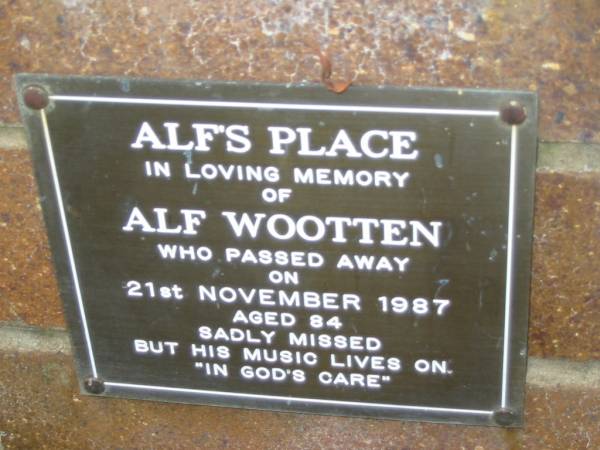 ALF'S PLACE
IN LOVING MEMORY
OF
ALF WOOTTEN
WHO PASSED AWAY
ON
21st NOVEMBER 1987
AGED 84
SADLY MISSED
BUT HIS MUSIC LIVES ON.
"IN GOD'S CARE"